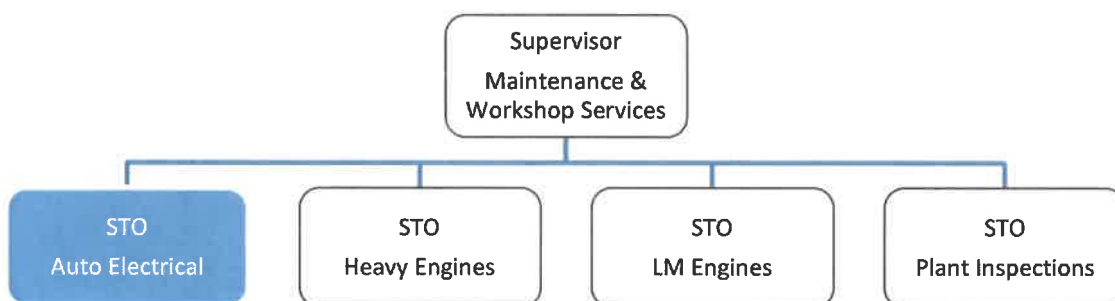 Supervisor
Maintenance &
Workshop Services
STO
Auto Electrical
STO
Heavy Engines
STO
LM Engines
STO
Plant Inspections